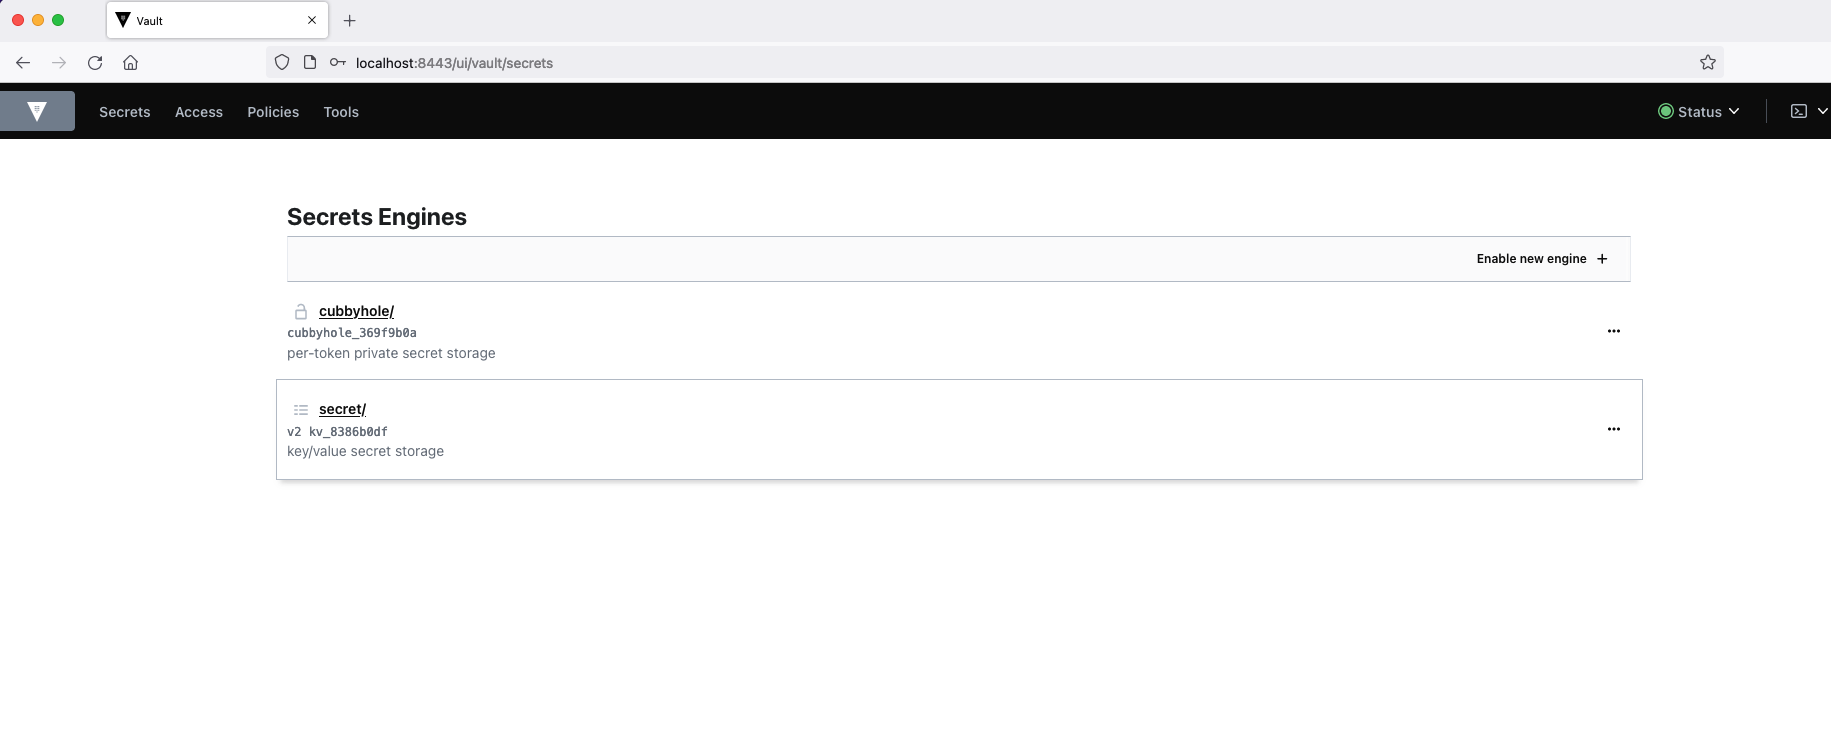 Vault
localhost:8443/ui/vault/secrets
Secrets Access Policies Tools Status
Secrets Engines
Enable new engine
cubbyhole/
cubbyhole_369f9b0a
per-token private secret storage
secret/
v2 kv_8386b0df
key/value secret storage